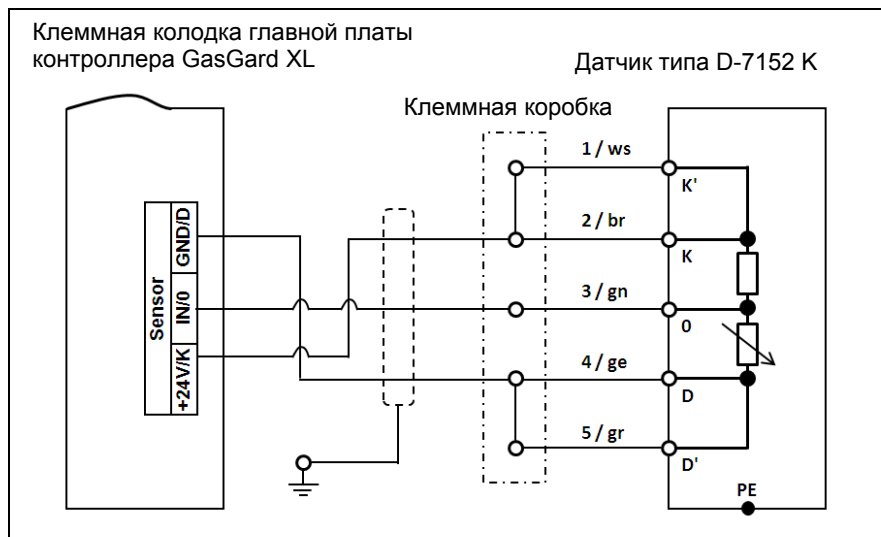 Клеммная колодка главной платы
контроллера GasGard XL
Датчик типа D-7152 K
Клеммная коробка
1 / ws
K'
2 / br
K
3 / gn
0
4 / ge
D
5 / gr
D'
PE
Sensor
GND/D
IN/0
+24V/K